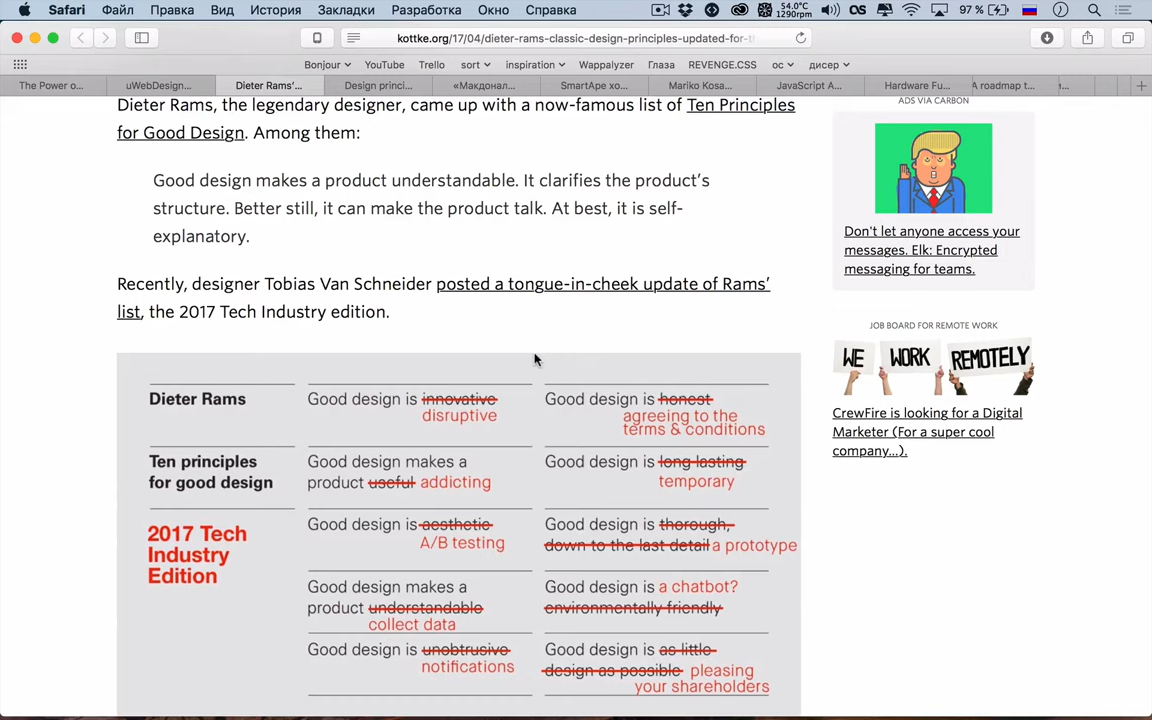 Safari Файл Правка Вид История Закладки Разработка Окно Справка 54.0°C 1290rpm 97 %
kottke.org/17/04/dieter-rams-classic-design-principles-updated-for-t
Bonjour YouTube Trello sort inspiration Wappalyzer Глаза REVENGE.CSS ос дисер
The Power o... uWebDesign... Dieter Rams'... Design princi... «Макдонал... SmartApe хо... Mariko Kosa... JavaScript A... Hardware Fu... A roadmap t...
Dieter Rams, the legendary designer, came up with a now-famous list of Ten Principles
for Good Design. Among them:
Good design makes a product understandable. It clarifies the product's
structure. Better still, it can make the product talk. At best, it is self-
explanatory.
Recently, designer Tobias Van Schneider posted a tongue-in-cheek update of Rams'
list, the 2017 Tech Industry edition.
Dieter Rams
Ten principles
for good design
2017 Tech
Industry
Edition
Good design is innovative
disruptive
Good design makes a
product useful addicting
Good design is aesthetic
A/B testing
Good design makes a
product understandable
collect data
Good design is unobtrusive
notifications
Good design is honest
agreeing to the
terms & conditions
Good design is long lasting
temporary
Good design is thorough,
down to the last detail a prototype
Good design is a chatbot?
environmentally friendly
Good design is as little
design as possible pleasing
your shareholders
ADS VIA CARBON
Don't let anyone access your
messages. Elk: Encrypted
messaging for teams.
JOB BOARD FOR REMOTE WORK
WE WORK REMOTELY
CrewFire is looking for a Digital
Marketer (For a super cool
company...).